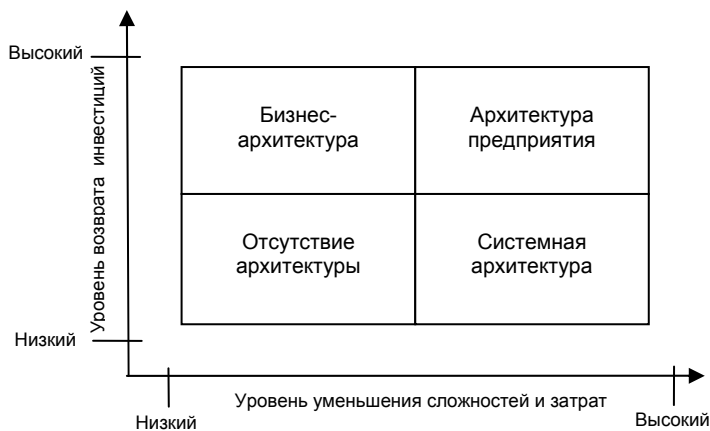 Высокий
Уровень возврата инвестиций
Низкий
Бизнес-
архитектура
Архитектура
предприятия
Отсутствие
архитектуры
Системная
архитектура
Низкий
Уровень уменьшения сложностей и затрат
Высокий